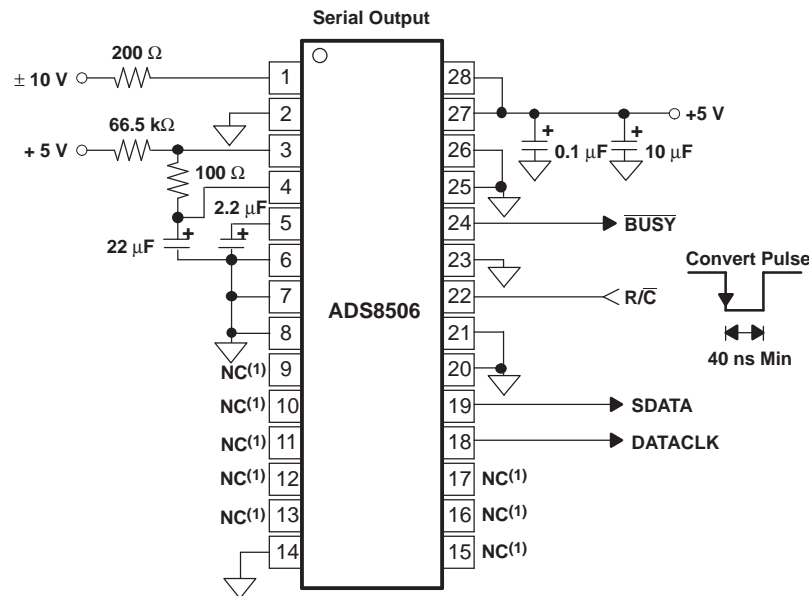 Serial Output
200 Ω
± 10 V
66.5 kΩ
+ 5 V
100 Ω
2.2 μF
+
+
22 μF
NC(1)
NC(1)
NC(1)
NC(1)
NC(1)
1
2
3
4
5
6
7
8
9
10
11
12
13
14
ADS8506
28
27
26
25
24
23
22
21
20
19
18
17
16
15
+5 V
+
+
0.1 μF
10 μF
BUSY
R/C
SDATA
DATACLK
NC(1)
NC(1)
NC(1)
Convert Pulse
40 ns Min